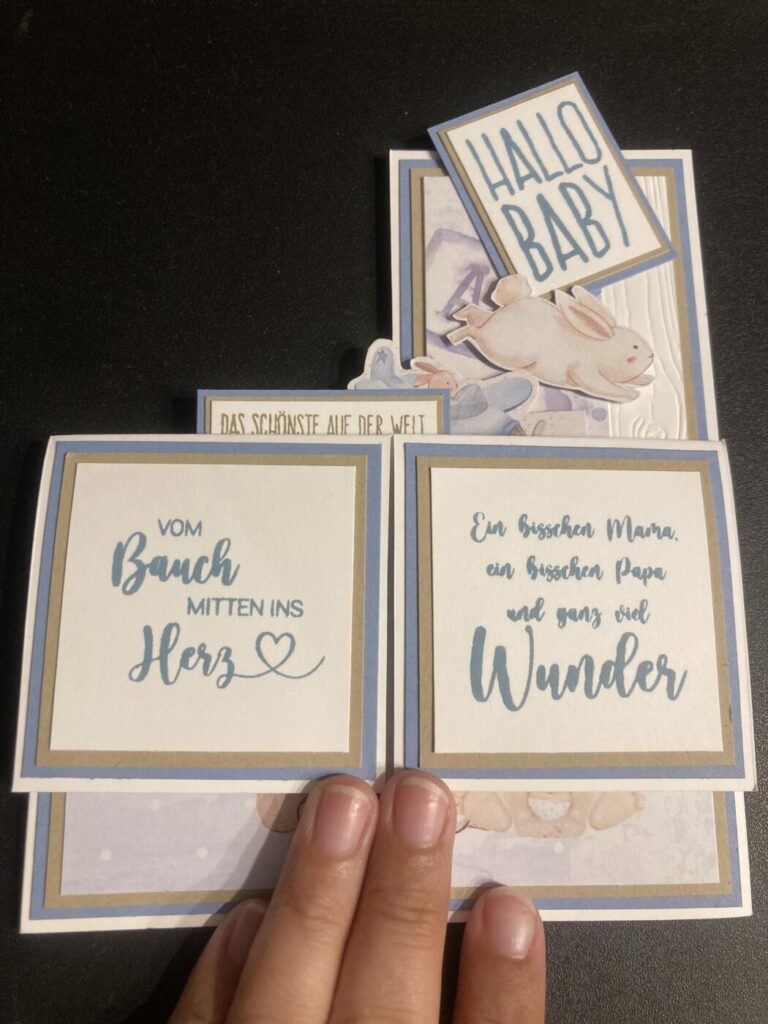 HALLO
BABY
A
DAS SCHÖNSTE AUF DER WELT
VOM
Bauch
MITTEN INS
Herz
Ein bisschen Mama,
ein bisschen Papa
und ganz viel
Wunder